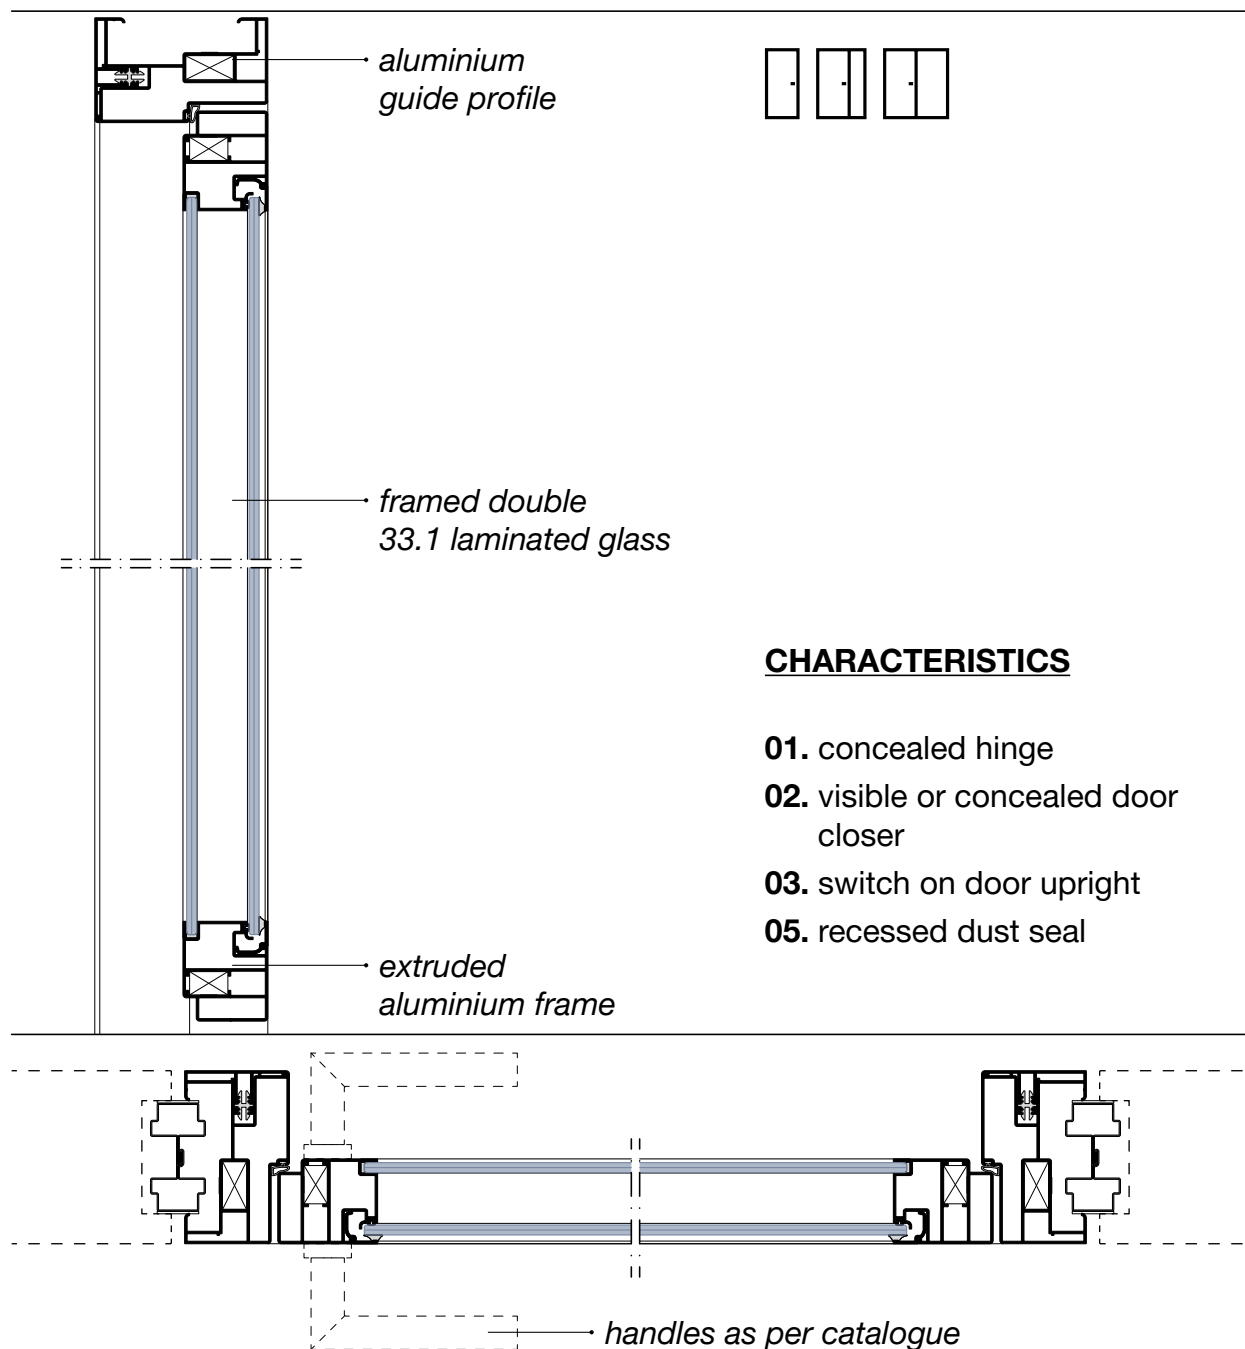 aluminium
guide profile
framed double
33.1 laminated glass
CHARACTERISTICS
01. concealed hinge
02. visible or concealed door
closer
03. switch on door upright
05. recessed dust seal
extruded
aluminium frame
handles as per catalogue